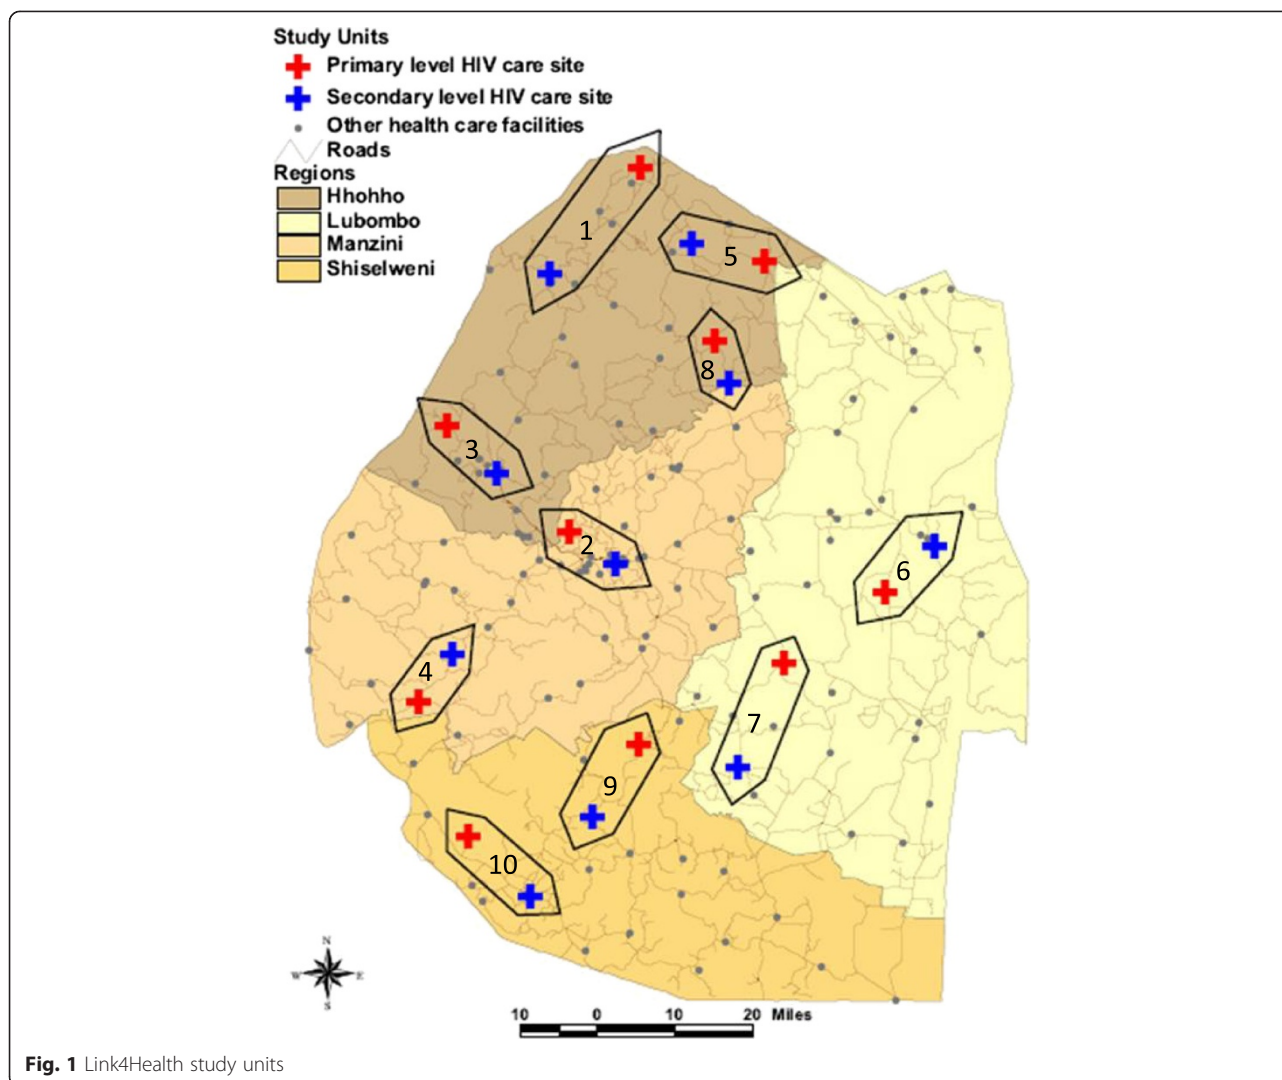 Study Units
Primary level HIV care site
Secondary level HIV care site
Other health care facilities
Roads
Regions
Hhohho
Lubombo
Manzini
Shiselweni
1
5
8
3
2
6
4
7
9
10
N
W E
S
10 0 10 20 Miles
Fig. 1 Link4Health study units